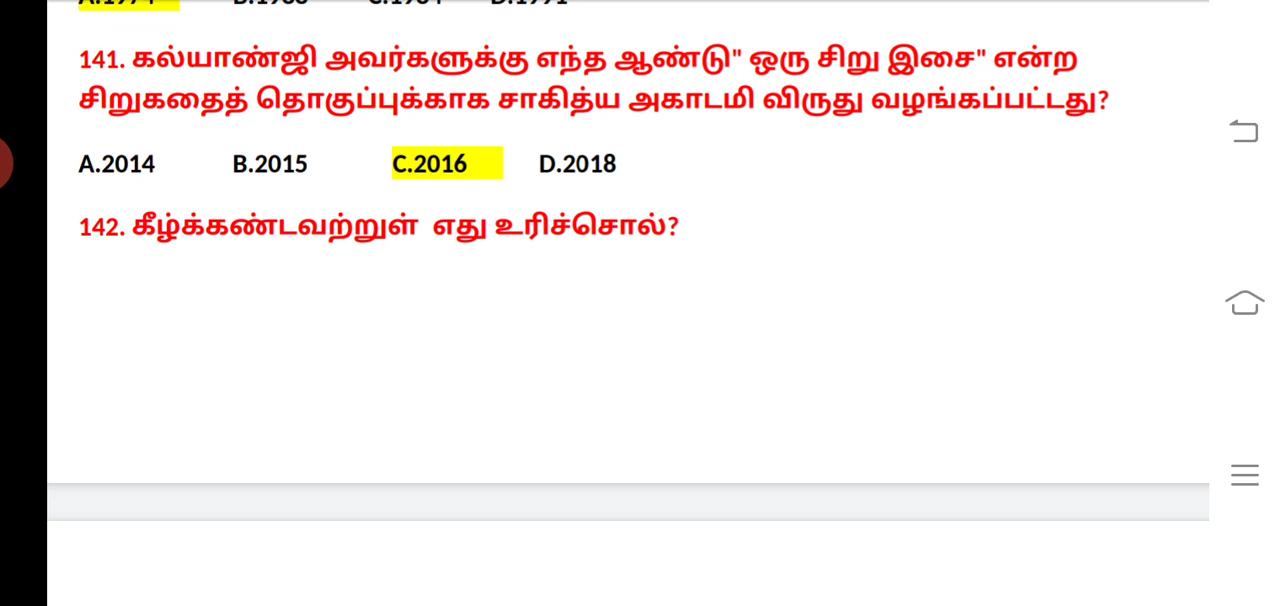 141. கல்யாண்ஜி அவர்களுக்கு எந்த ஆண்டு" ஒரு சிறு இசை" என்ற
சிறுகதைத் தொகுப்புக்காக சாகித்ய அகாடமி விருது வழங்கப்பட்டது?
A.2014 B.2015 C.2016 D.2018
142. கீழ்க்கண்டவற்றுள் எது உரிச்சொல்?